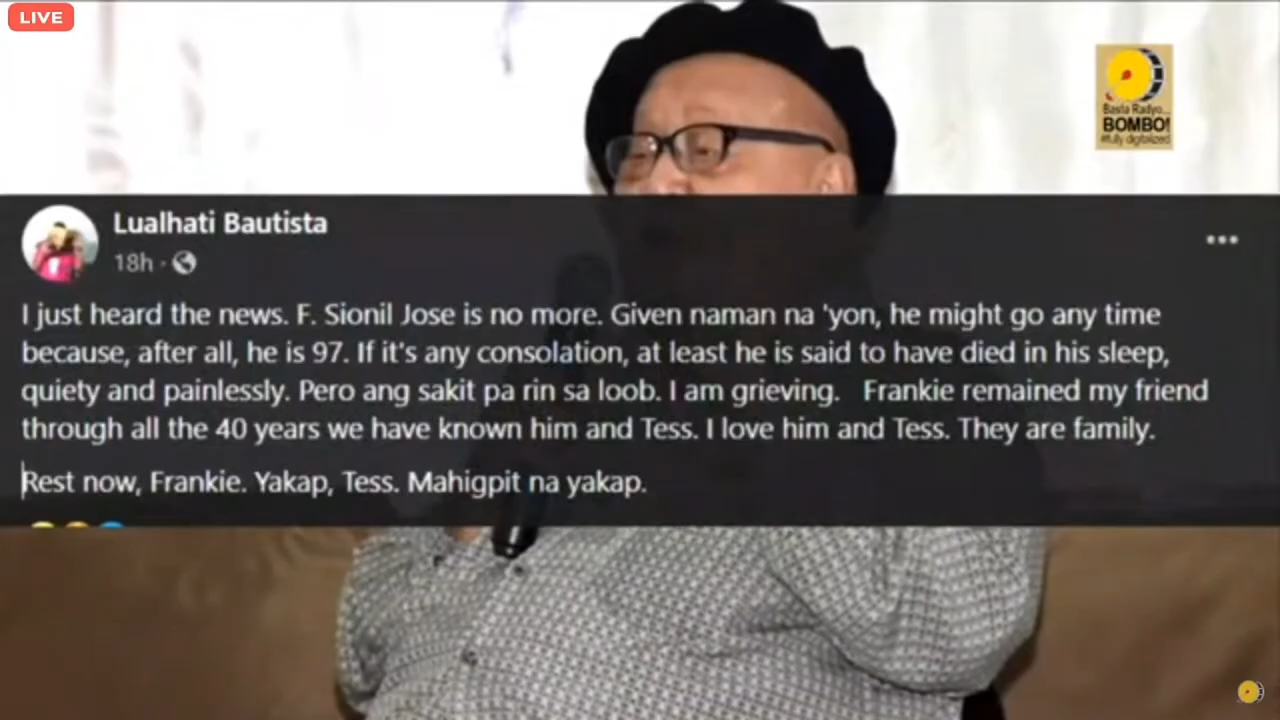 LIVE
Basta Radyo...
BOMBO!
#fully digitalized
Lualhati Bautista
18h ·
I just heard the news. F. Sionil Jose is no more. Given naman na 'yon, he might go any time
because, after all, he is 97. If it's any consolation, at least he is said to have died in his sleep,
quiety and painlessly. Pero ang sakit pa rin sa loob. I am grieving. Frankie remained my friend
through all the 40 years we have known him and Tess. I love him and Tess. They are family.
Rest now, Frankie. Yakap, Tess. Mahigpit na yakap.